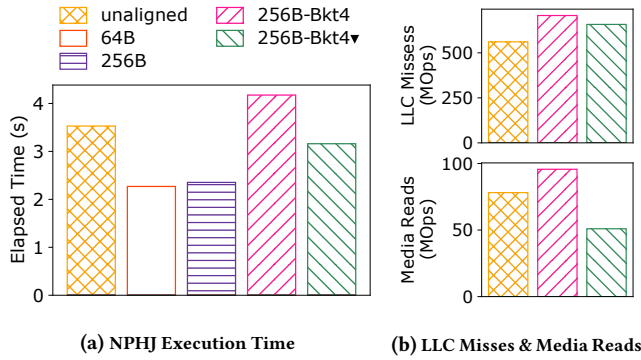 unaligned
64B
256B
256B-Bkt4
256B-Bkt4▾
Elapsed Time (s)
4
3
2
1
0
(a) NPHJ Execution Time
LLC Missess
(MOps)
500
250
0
Media Reads
(MOps)
100
50
0
(b) LLC Misses & Media Reads